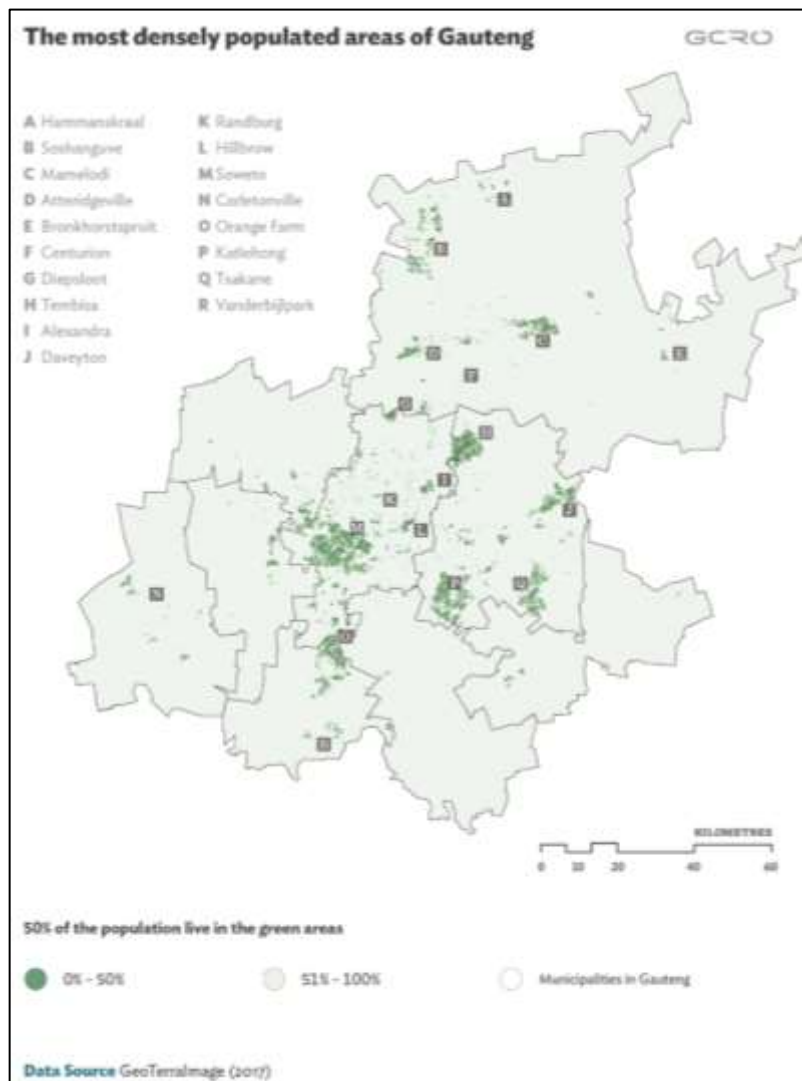 The most densely populated areas of Gauteng
GCRO
A Hammanskraal
B Soshanguve
C Mamelodi
D Atteridgeville
E Bronkhorstspruit
F Centurion
G Diepsloot
H Tembisa
I Alexandra
J Daveyton
K Randburg
L Hillbrow
M Soweto
N Carletonville
O Orange Farm
P Katlehong
Q Tsakane
R Vanderbijlpark
A
B
C
D
E
F
G
H
I
J
K
L
M
N
O
P
Q
R
KILOMETRES
0 10 20 40 60
50% of the population live in the green areas
0% – 50%
51% – 100%
Municipalities in Gauteng
Data Source GeoTerraImage (2017)